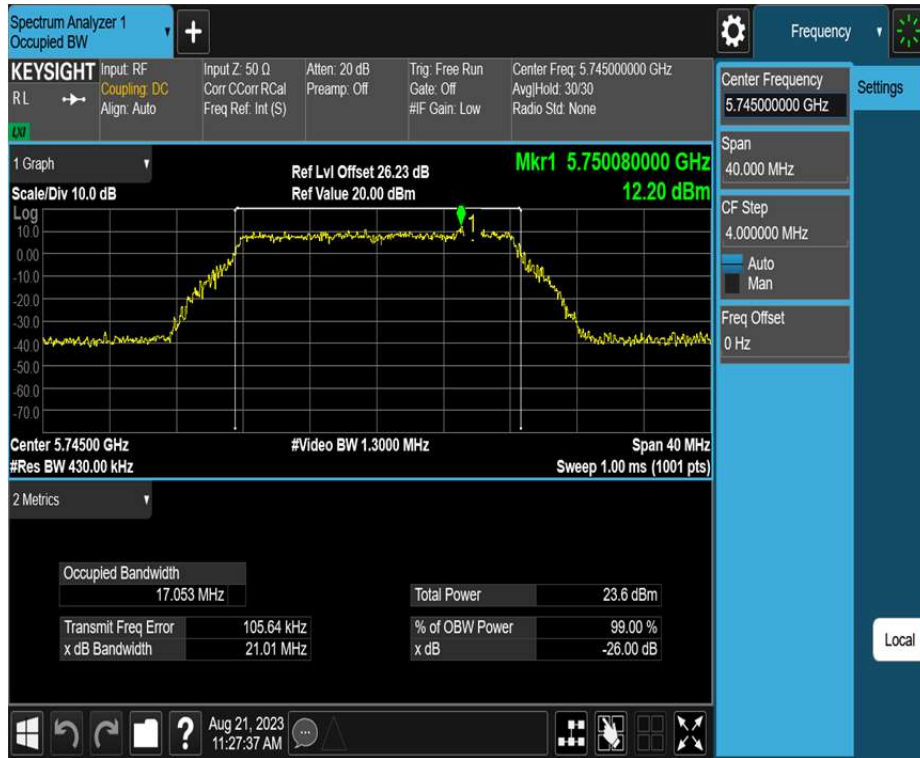 Spectrum Analyzer 1
Occupied BW
+
Frequency
KEYSIGHT
RL
LXI
Input: RF
Coupling: DC
Align: Auto
Input Z: 50 Ω
Corr CCorr RCal
Freq Ref: Int (S)
Atten: 20 dB
Preamp: Off
Trig: Free Run
Gate: Off
#IF Gain: Low
Center Freq: 5.745000000 GHz
Avg|Hold: 30/30
Radio Std: None
Center Frequency
5.745000000 GHz
Settings
Span
40.000 MHz
CF Step
4.000000 MHz
Auto
Man
Freq Offset
0 Hz
Local
1 Graph
Scale/Div 10.0 dB
Ref Lvl Offset 26.23 dB
Ref Value 20.00 dBm
Mkr1 5.750080000 GHz
12.20 dBm
Log
10.0
0.00
-10.0
-20.0
-30.0
-40.0
-50.0
-60.0
-70.0
1
Center 5.74500 GHz
#Video BW 1.3000 MHz
Span 40 MHz
#Res BW 430.00 kHz
Sweep 1.00 ms (1001 pts)
2 Metrics
Occupied Bandwidth
17.053 MHz
Total Power 23.6 dBm
Transmit Freq Error 105.64 kHz
% of OBW Power 99.00 %
x dB Bandwidth 21.01 MHz
x dB -26.00 dB
?
Aug 21, 2023
11:27:37 AM